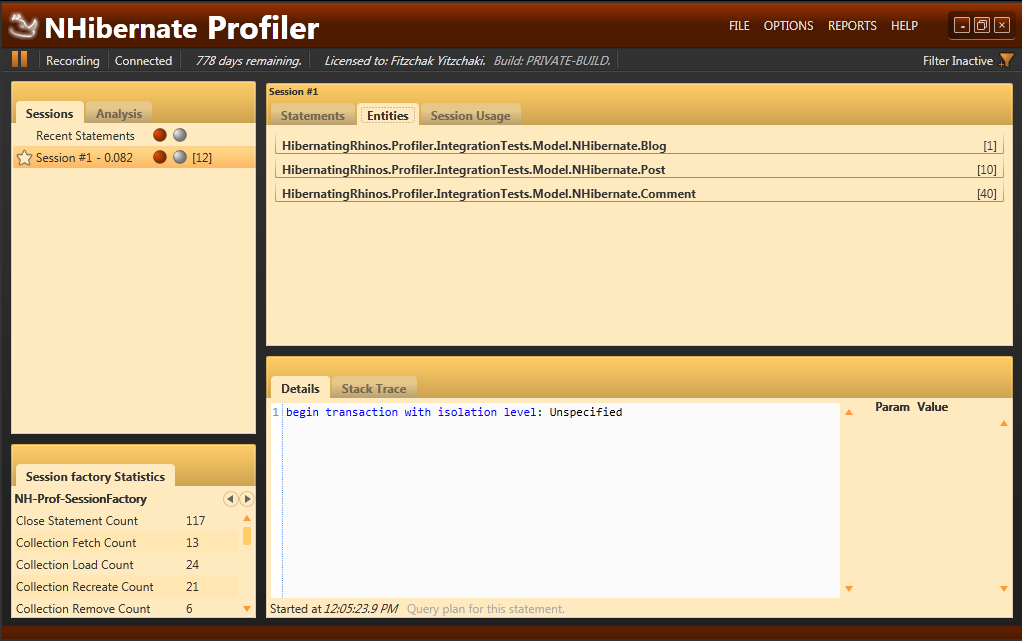 NHibernate Profiler
FILE OPTIONS REPORTS HELP
Recording Connected 778 days remaining. Licensed to: Fitzchak Yitzchaki. Build: PRIVATE-BUILD. Filter Inactive
Sessions Analysis
Recent Statements
Session #1 - 0.082 [12]
Session #1
Statements Entities Session Usage
HibernatingRhinos.Profiler.IntegrationTests.Model.NHibernate.Blog [1]
HibernatingRhinos.Profiler.IntegrationTests.Model.NHibernate.Post [10]
HibernatingRhinos.Profiler.IntegrationTests.Model.NHibernate.Comment [40]
Session factory Statistics
NH-Prof-SessionFactory
Close Statement Count 117
Collection Fetch Count 13
Collection Load Count 24
Collection Recreate Count 21
Collection Remove Count 6
Details Stack Trace
1 begin transaction with isolation level: Unspecified
Param Value
Started at 12:05:23.9 PM Query plan for this statement.